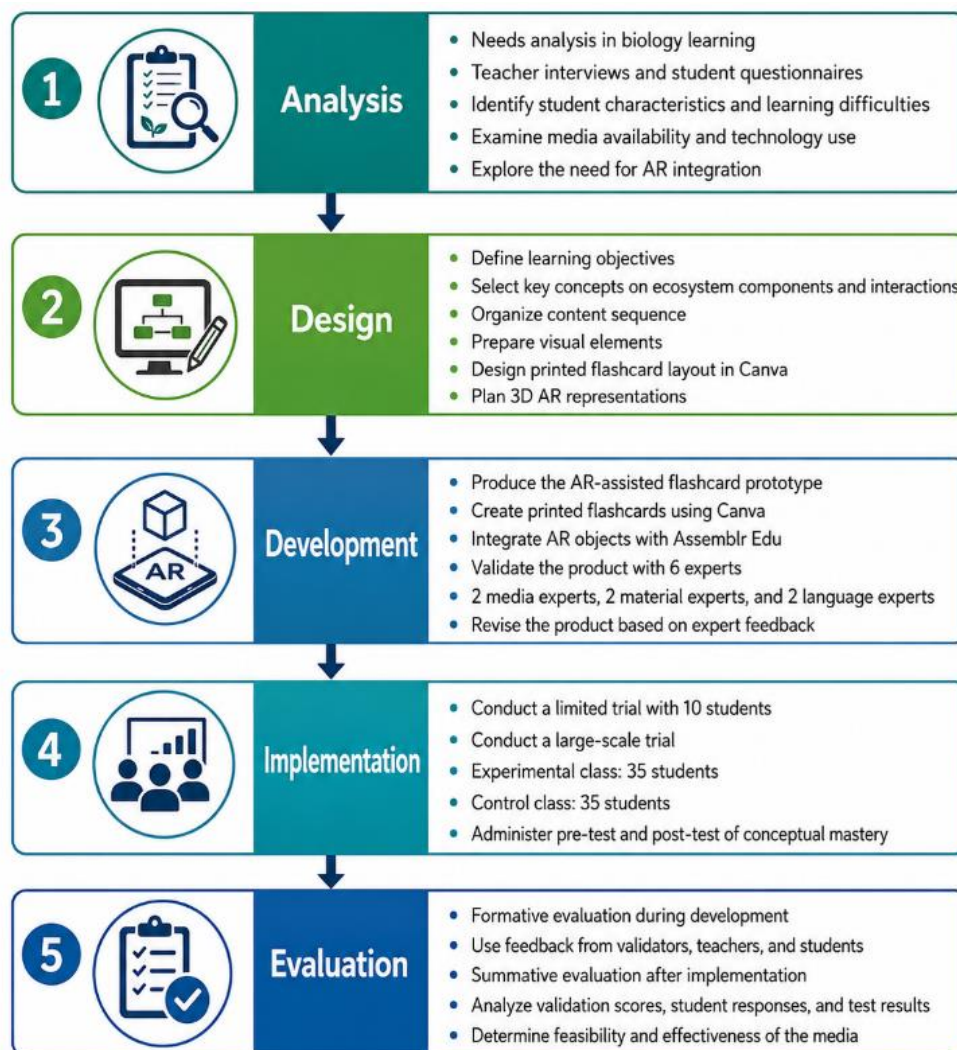 1
Analysis
• Needs analysis in biology learning
• Teacher interviews and student questionnaires
• Identify student characteristics and learning difficulties
• Examine media availability and technology use
• Explore the need for AR integration
2
Design
• Define learning objectives
• Select key concepts on ecosystem components and interactions
• Organize content sequence
• Prepare visual elements
• Design printed flashcard layout in Canva
• Plan 3D AR representations
3
AR
Development
• Produce the AR-assisted flashcard prototype
• Create printed flashcards using Canva
• Integrate AR objects with Assemblr Edu
• Validate the product with 6 experts
• 2 media experts, 2 material experts, and 2 language experts
• Revise the product based on expert feedback
4
Implementation
• Conduct a limited trial with 10 students
• Conduct a large-scale trial
• Experimental class: 35 students
• Control class: 35 students
• Administer pre-test and post-test of conceptual mastery
5
Evaluation
• Formative evaluation during development
• Use feedback from validators, teachers, and students
• Summative evaluation after implementation
• Analyze validation scores, student responses, and test results
• Determine feasibility and effectiveness of the media